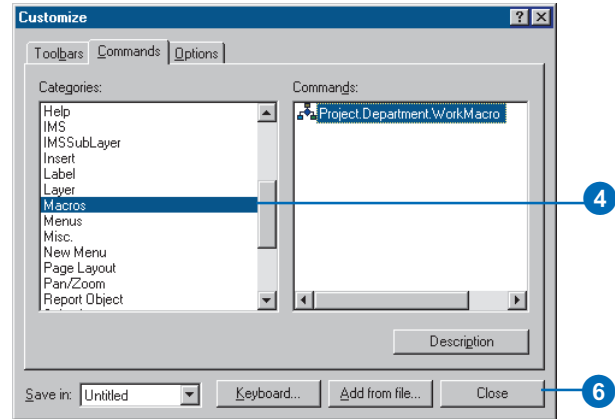 Customize
Toolbars Commands Options
Categories:
Commands:
Help
IMS
IMSSubLayer
Insert
Label
Layer
Macros
Menus
Misc.
New Menu
Page Layout
Pan/Zoom
Report Object
Project.Department.WorkMacro
4
Description
Save in: Untitled Keyboard... Add from file... Close
6